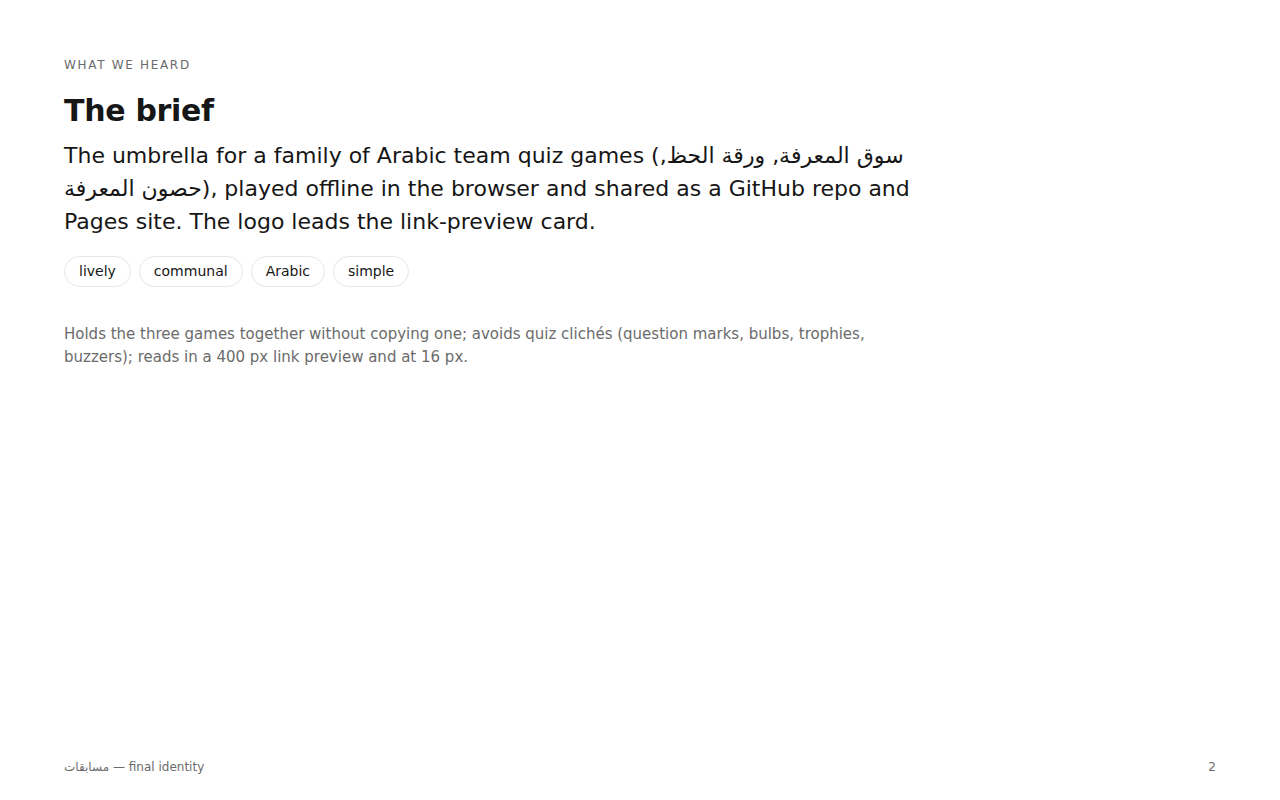 WHAT WE HEARD
The brief
The umbrella for a family of Arabic team quiz games (سوق المعرفة, ورقة الحظ,
حصون المعرفة), played offline in the browser and shared as a GitHub repo and
Pages site. The logo leads the link-preview card.
lively communal Arabic simple
Holds the three games together without copying one; avoids quiz clichés (question marks, bulbs, trophies,
buzzers); reads in a 400 px link preview and at 16 px.
مسابقات — final identity 2